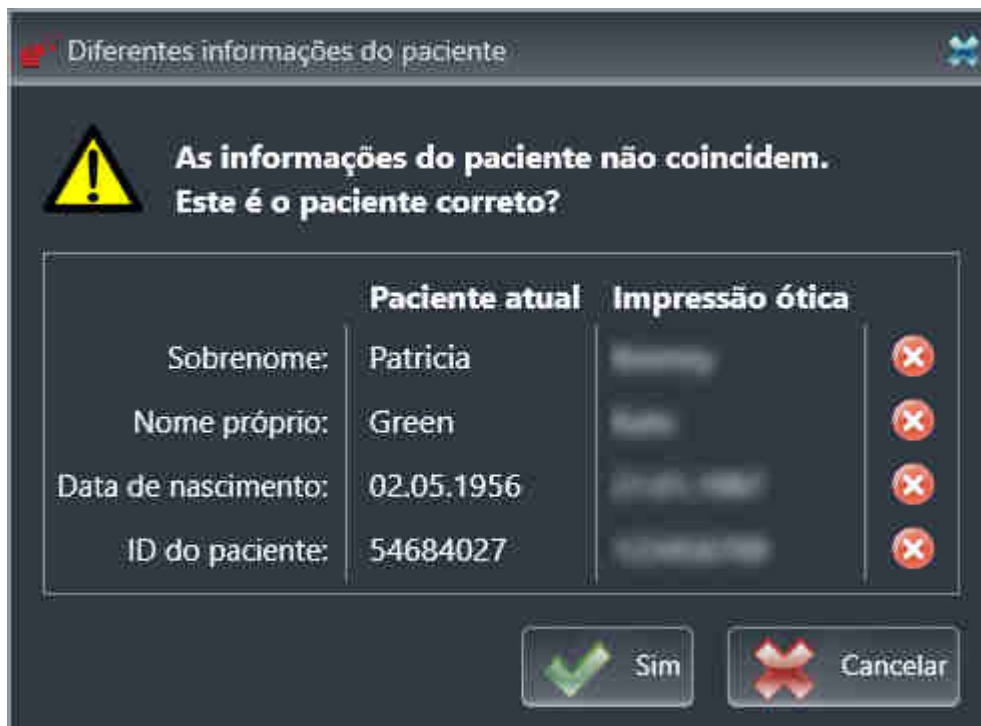 Diferentes informações do paciente
As informações do paciente não coincidem.
Este é o paciente correto?
Paciente atual Impressão ótica
Sobrenome: Patricia
Nome próprio: Green
Data de nascimento: 02.05.1956
ID do paciente: 54684027
Sim Cancelar